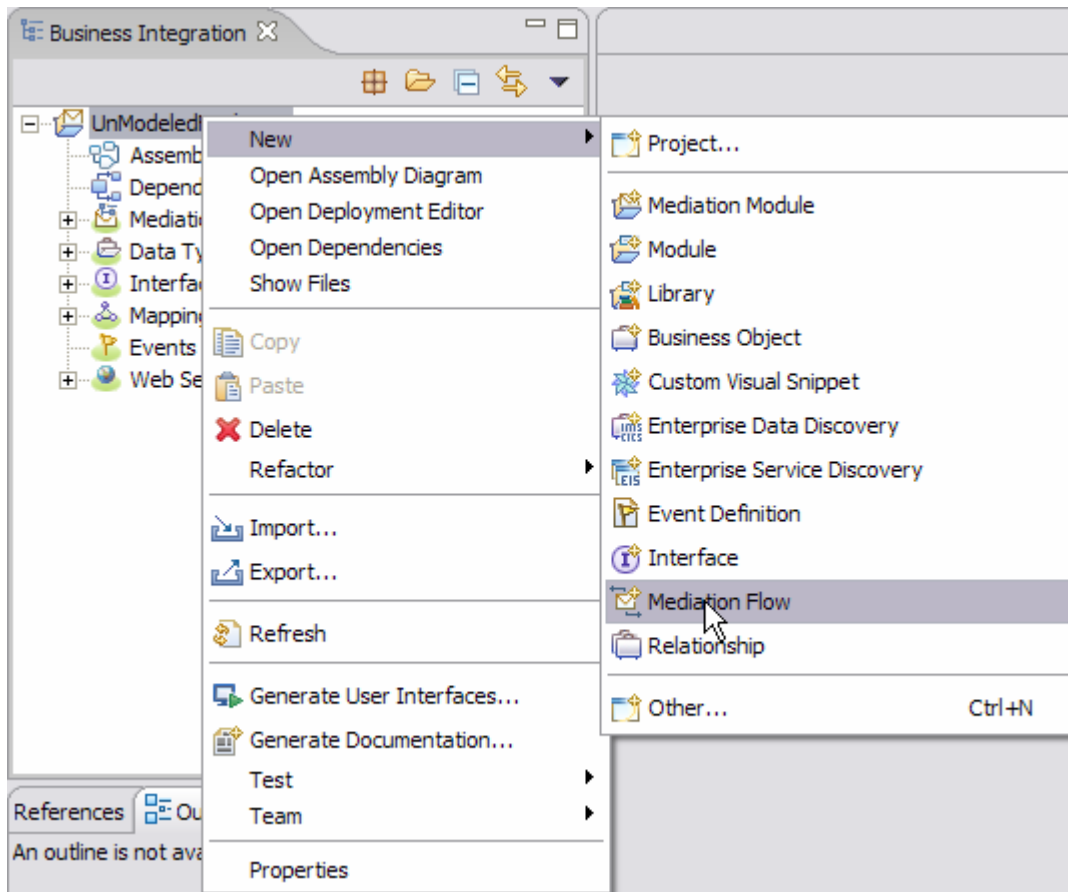 Business Integration
UnModeled
Assemb
Depend
Mediati
Data Ty
Interfa
Mapping
Events
Web Se
New
Open Assembly Diagram
Open Deployment Editor
Open Dependencies
Show Files
Copy
Paste
Delete
Refactor
Import...
Export...
Refresh
Generate User Interfaces...
Generate Documentation...
Test
Team
Properties
Project...
Mediation Module
Module
Library
Business Object
Custom Visual Snippet
Enterprise Data Discovery
Enterprise Service Discovery
Event Definition
Interface
Mediation Flow
Relationship
Other... Ctrl+N
References Ou
An outline is not ava